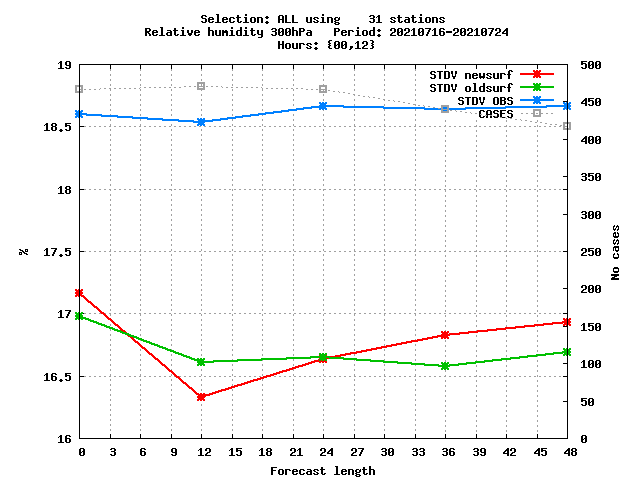 Selection: ALL using    31 stations
Relative humidity 300hPa   Period: 20210716-20210724
Hours: {00,12}
STDV newsurf
STDV oldsurf
STDV OBS
CASES
19
18.5
18
17.5
17
16.5
16
%
500
450
400
350
300
250
200
150
100
50
0
No cases
0 3 6 9 12 15 18 21 24 27 30 33 36 39 42 45 48
Forecast length